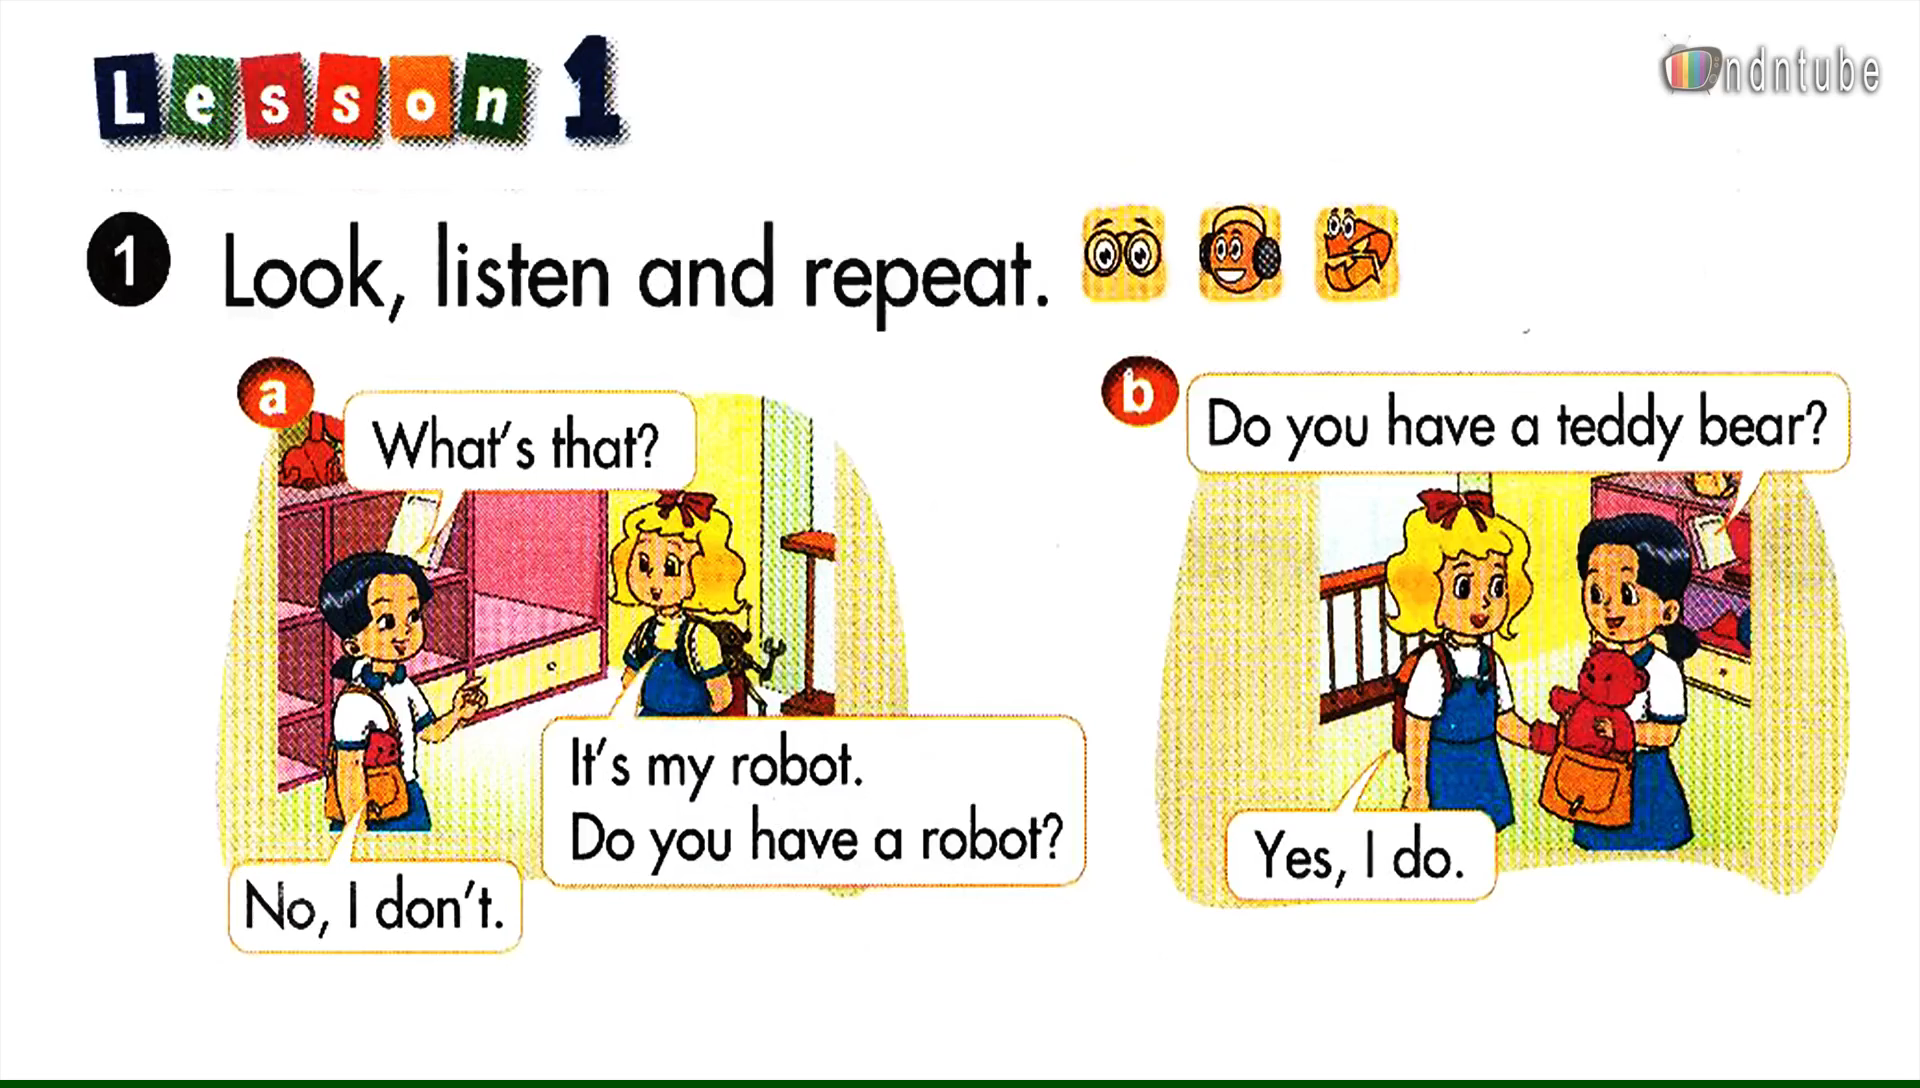 Lesson 1
ndntube
1 Look, listen and repeat.
a
What's that?
It's my robot.
Do you have a robot?
No, I don't.
b
Do you have a teddy bear?
Yes, I do.